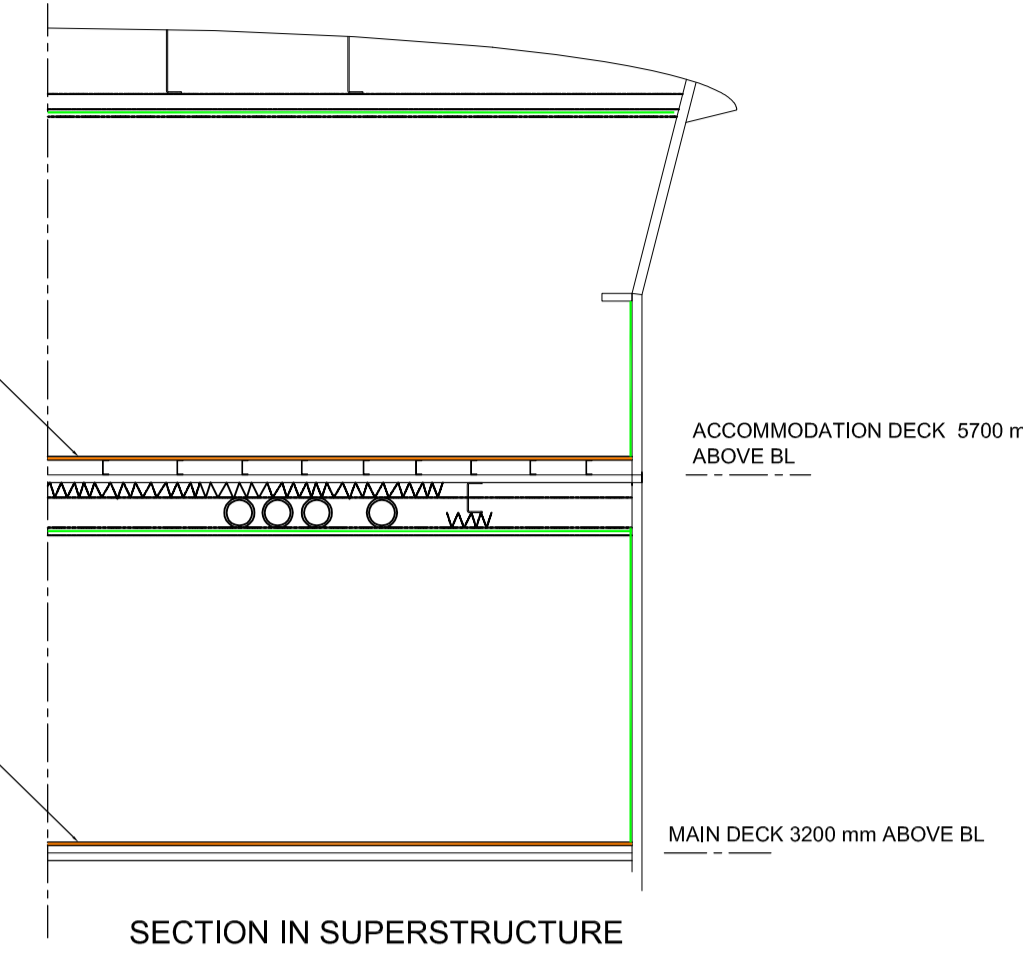 ACCOMMODATION DECK 5700 m
ABOVE BL
MAIN DECK 3200 mm ABOVE BL
SECTION IN SUPERSTRUCTURE